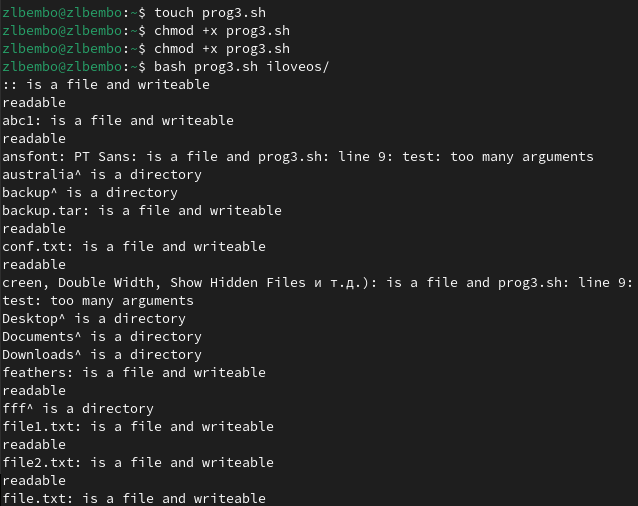 zlbembo@zlbembo:~$ touch prog3.sh
zlbembo@zlbembo:~$ chmod +x prog3.sh
zlbembo@zlbembo:~$ chmod +x prog3.sh
zlbembo@zlbembo:~$ bash prog3.sh iloveos/
:: is a file and writeable
readable
abc1: is a file and writeable
readable
ansfont: PT Sans: is a file and prog3.sh: line 9: test: too many arguments
australia^ is a directory
backup^ is a directory
backup.tar: is a file and writeable
readable
conf.txt: is a file and writeable
readable
creen, Double Width, Show Hidden Files и т.д.): is a file and prog3.sh: line 9:
test: too many arguments
Desktop^ is a directory
Documents^ is a directory
Downloads^ is a directory
feathers: is a file and writeable
readable
fff^ is a directory
file1.txt: is a file and writeable
readable
file2.txt: is a file and writeable
readable
file.txt: is a file and writeable